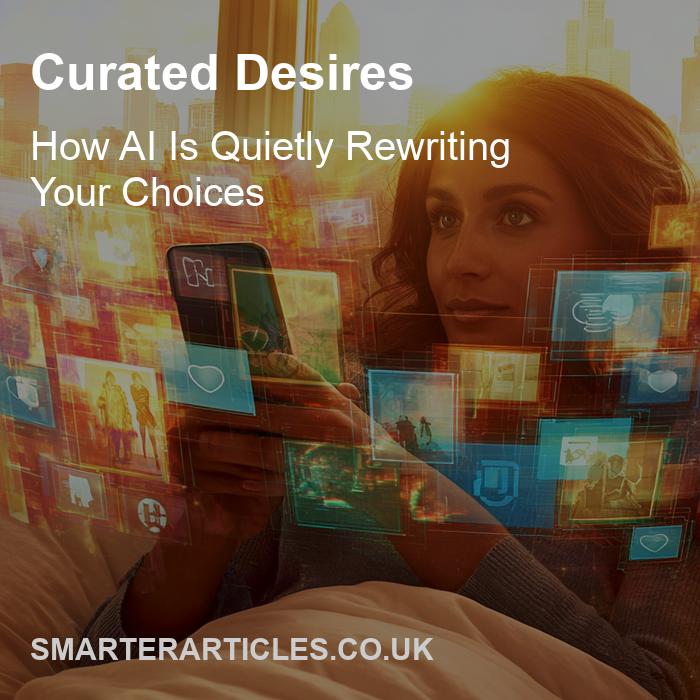 Curated Desires
How AI Is Quietly Rewriting
Your Choices
SMARTERARTICLES.CO.UK